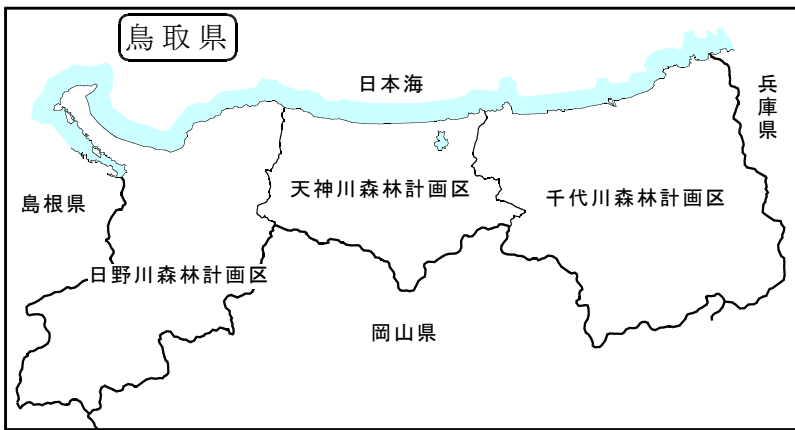 鳥取県
日本海
兵庫県
島根県
天神川森林計画区
千代川森林計画区
日野川森林計画区
岡山県